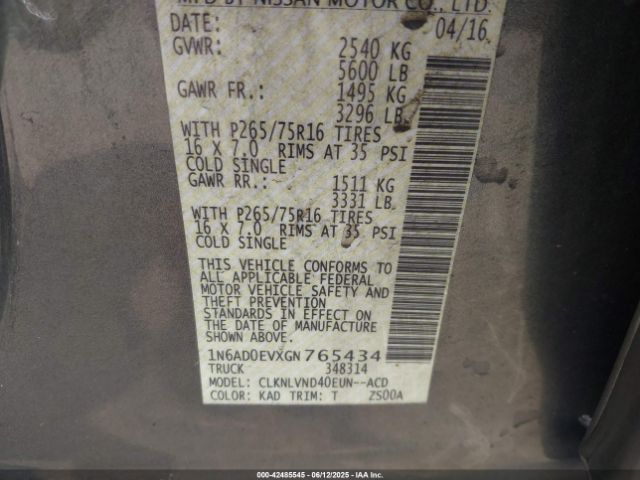 MFD BY NISSAN MOTOR CO., LTD.
DATE: 04/16
GVWR: 2540 KG
5600 LB
GAWR FR.: 1495 KG
3296 LB
WITH P265/75R16 TIRES
16 X 7.0 RIMS AT 35 PSI
COLD SINGLE
GAWR RR.: 1511 KG
3331 LB
WITH P265/75R16 TIRES
16 X 7.0 RIMS AT 35 PSI
COLD SINGLE
THIS VEHICLE CONFORMS TO
ALL APPLICABLE FEDERAL
MOTOR VEHICLE SAFETY AND
THEFT PREVENTION
STANDARDS IN EFFECT ON
THE DATE OF MANUFACTURE
SHOWN ABOVE.
1N6AD0EVXGN765434
TRUCK 348314
MODEL: CLKNLVND40EUN--ACD
COLOR: KAD TRIM: T 2S00A
000-42485545 - 06/12/2025 - IAA, Inc.